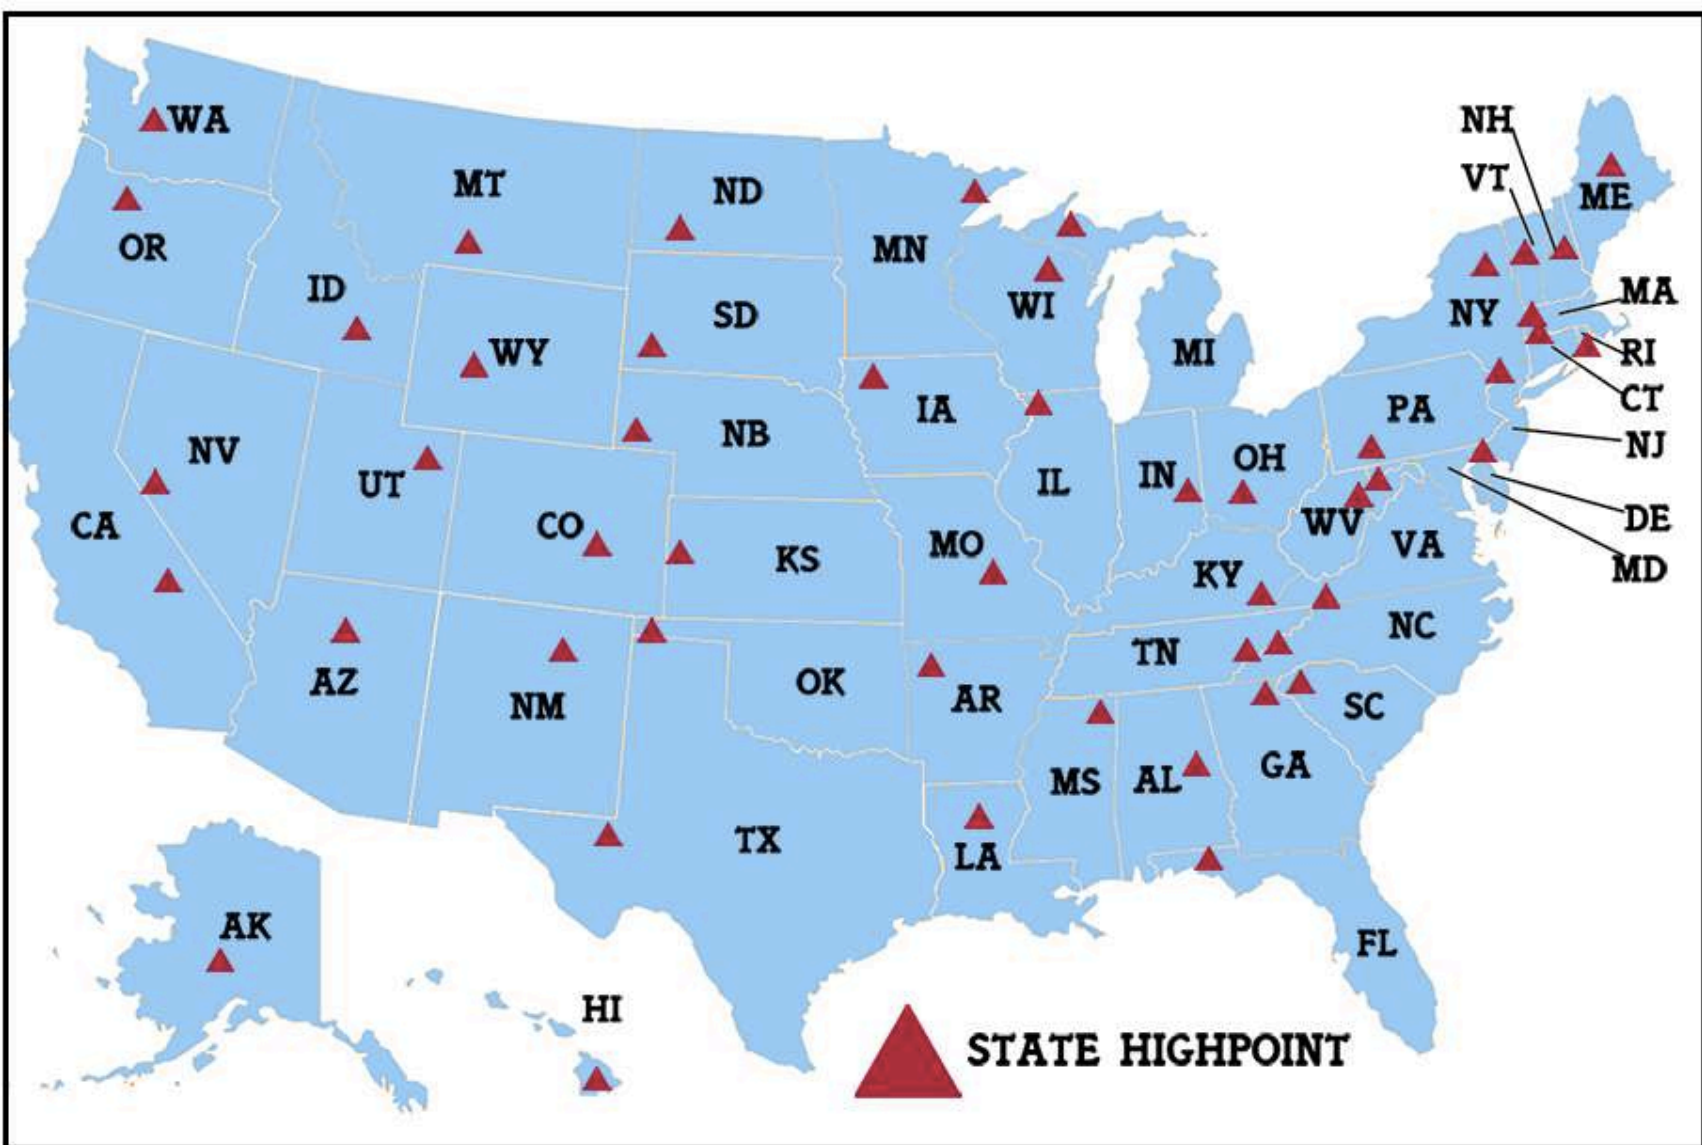 WA
MT
ND
OR
ID
MN
SD
WI
WY
MI
NH
VT
ME
MA
NY
RI
CT
NJ
PA
IA
NB
NV
UT
OH
IN
IL
CA
CO
KS
MO
WV
VA
DE
MD
KY
NC
TN
AZ
NM
OK
AR
SC
MS
AL
GA
TX
LA
FL
AK
HI
STATE HIGHPOINT